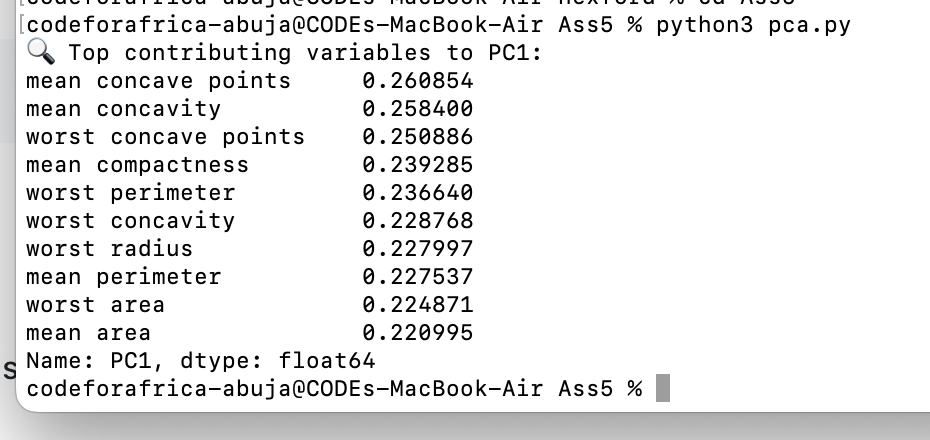 codeforafrica-abuja@CODEs-MacBook-Air Ass5 % python3 pca.py
🔍 Top contributing variables to PC1:
mean concave points     0.260854
mean concavity          0.258400
worst concave points    0.250886
mean compactness        0.239285
worst perimeter         0.236640
worst concavity         0.228768
worst radius            0.227997
mean perimeter          0.227537
worst area              0.224871
mean area               0.220995
Name: PC1, dtype: float64
codeforafrica-abuja@CODEs-MacBook-Air Ass5 %